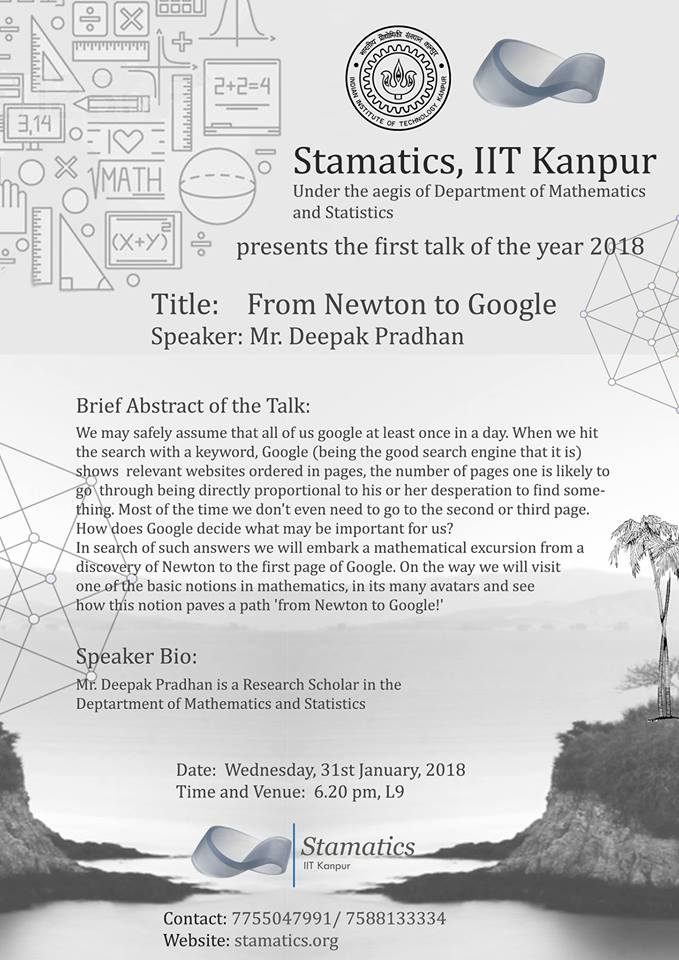 2+2=4
3,14
I
√MATH
(X+Y)²
भारतीय प्रौद्योगिकी संस्थान कानपुर
INDIAN INSTITUTE OF TECHNOLOGY KANPUR
Stamatics, IIT Kanpur
Under the aegis of Department of Mathematics
and Statistics
presents the first talk of the year 2018
Title: From Newton to Google
Speaker: Mr. Deepak Pradhan
Brief Abstract of the Talk:
We may safely assume that all of us google at least once in a day. When we hit
the search with a keyword, Google (being the good search engine that it is)
shows relevant websites ordered in pages, the number of pages one is likely to
go through being directly proportional to his or her desperation to find some-
thing. Most of the time we don't even need to go to the second or third page.
How does Google decide what may be important for us?
In search of such answers we will embark a mathematical excursion from a
discovery of Newton to the first page of Google. On the way we will visit
one of the basic notions in mathematics, in its many avatars and see
how this notion paves a path 'from Newton to Google!'
Speaker Bio:
Mr. Deepak Pradhan is a Research Scholar in the
Deptartment of Mathematics and Statistics
Date: Wednesday, 31st January, 2018
Time and Venue: 6.20 pm, L9
Stamatics
IIT Kanpur
Contact: 7755047991/ 7588133334
Website: stamatics.org